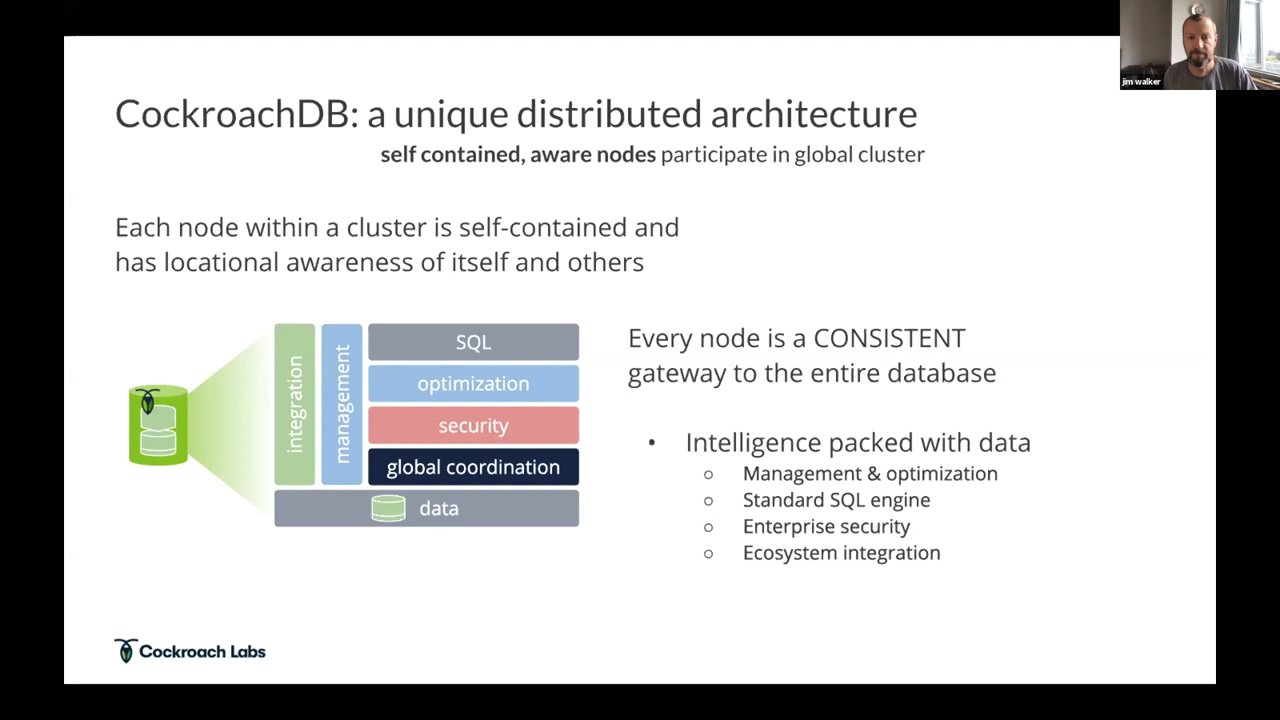 jim walker
CockroachDB: a unique distributed architecture
self contained, aware nodes participate in global cluster
Each node within a cluster is self-contained and
has locational awareness of itself and others
integration
management
SQL
optimization
security
global coordination
data
Every node is a CONSISTENT
gateway to the entire database
• Intelligence packed with data
○ Management & optimization
○ Standard SQL engine
○ Enterprise security
○ Ecosystem integration
Cockroach Labs